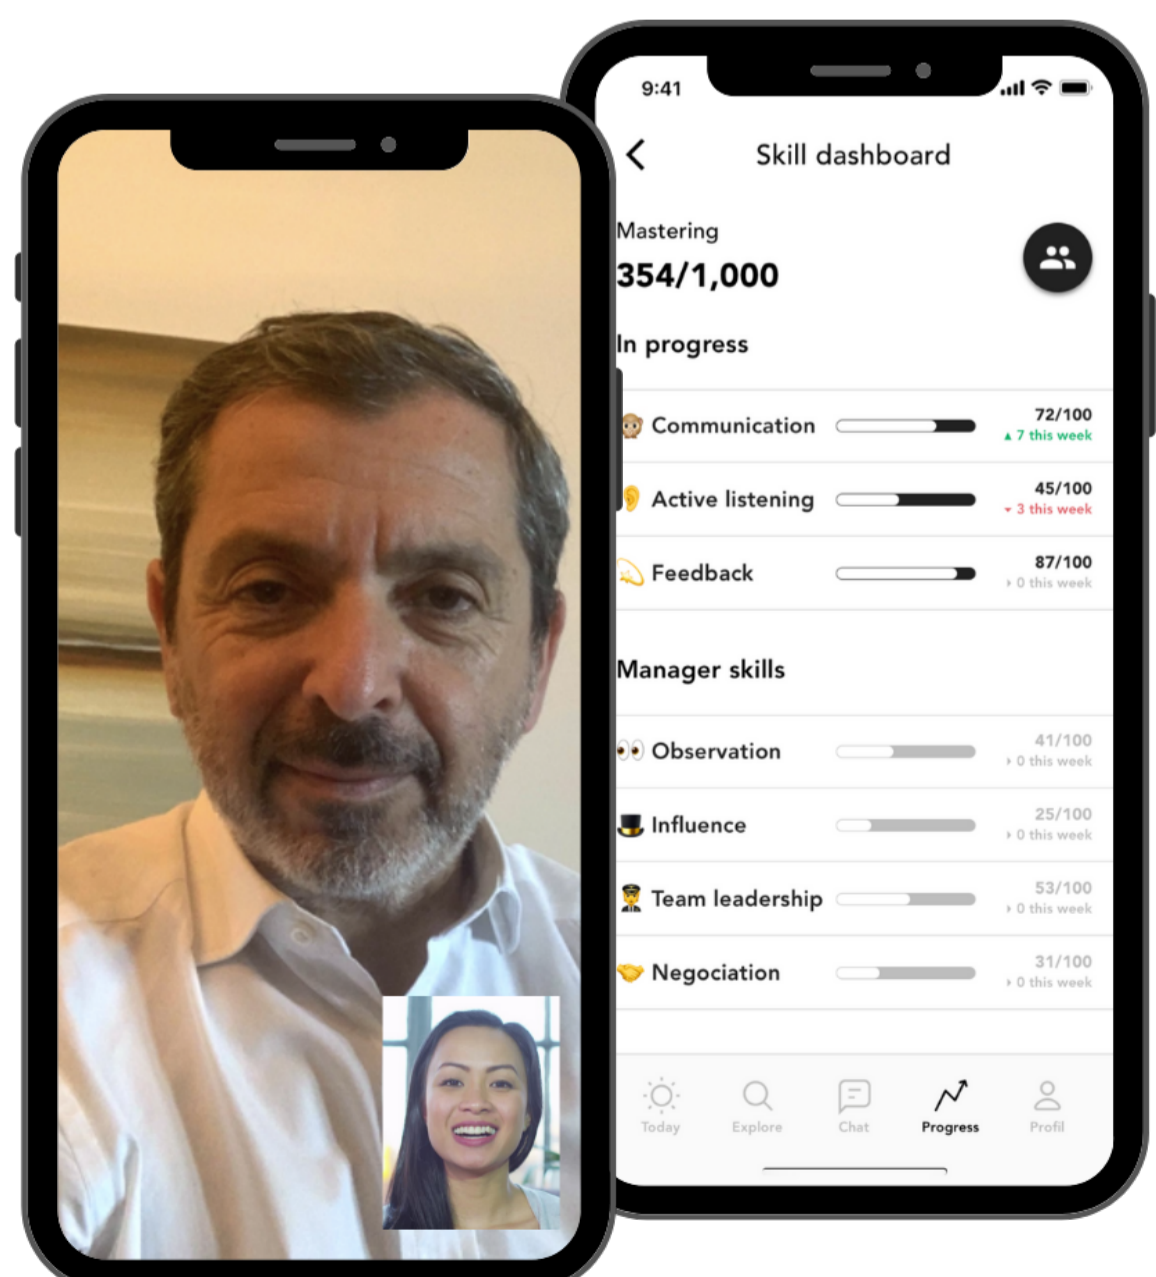 9:41
Skill dashboard
Mastering
354/1,000
In progress
Communication 72/100
▲ 7 this week
Active listening 45/100
▾ 3 this week
Feedback 87/100
▸ 0 this week
Manager skills
Observation 41/100
▸ 0 this week
Influence 25/100
▸ 0 this week
Team leadership 53/100
▸ 0 this week
Negociation 31/100
▸ 0 this week
Today Explore Chat Progress Profil